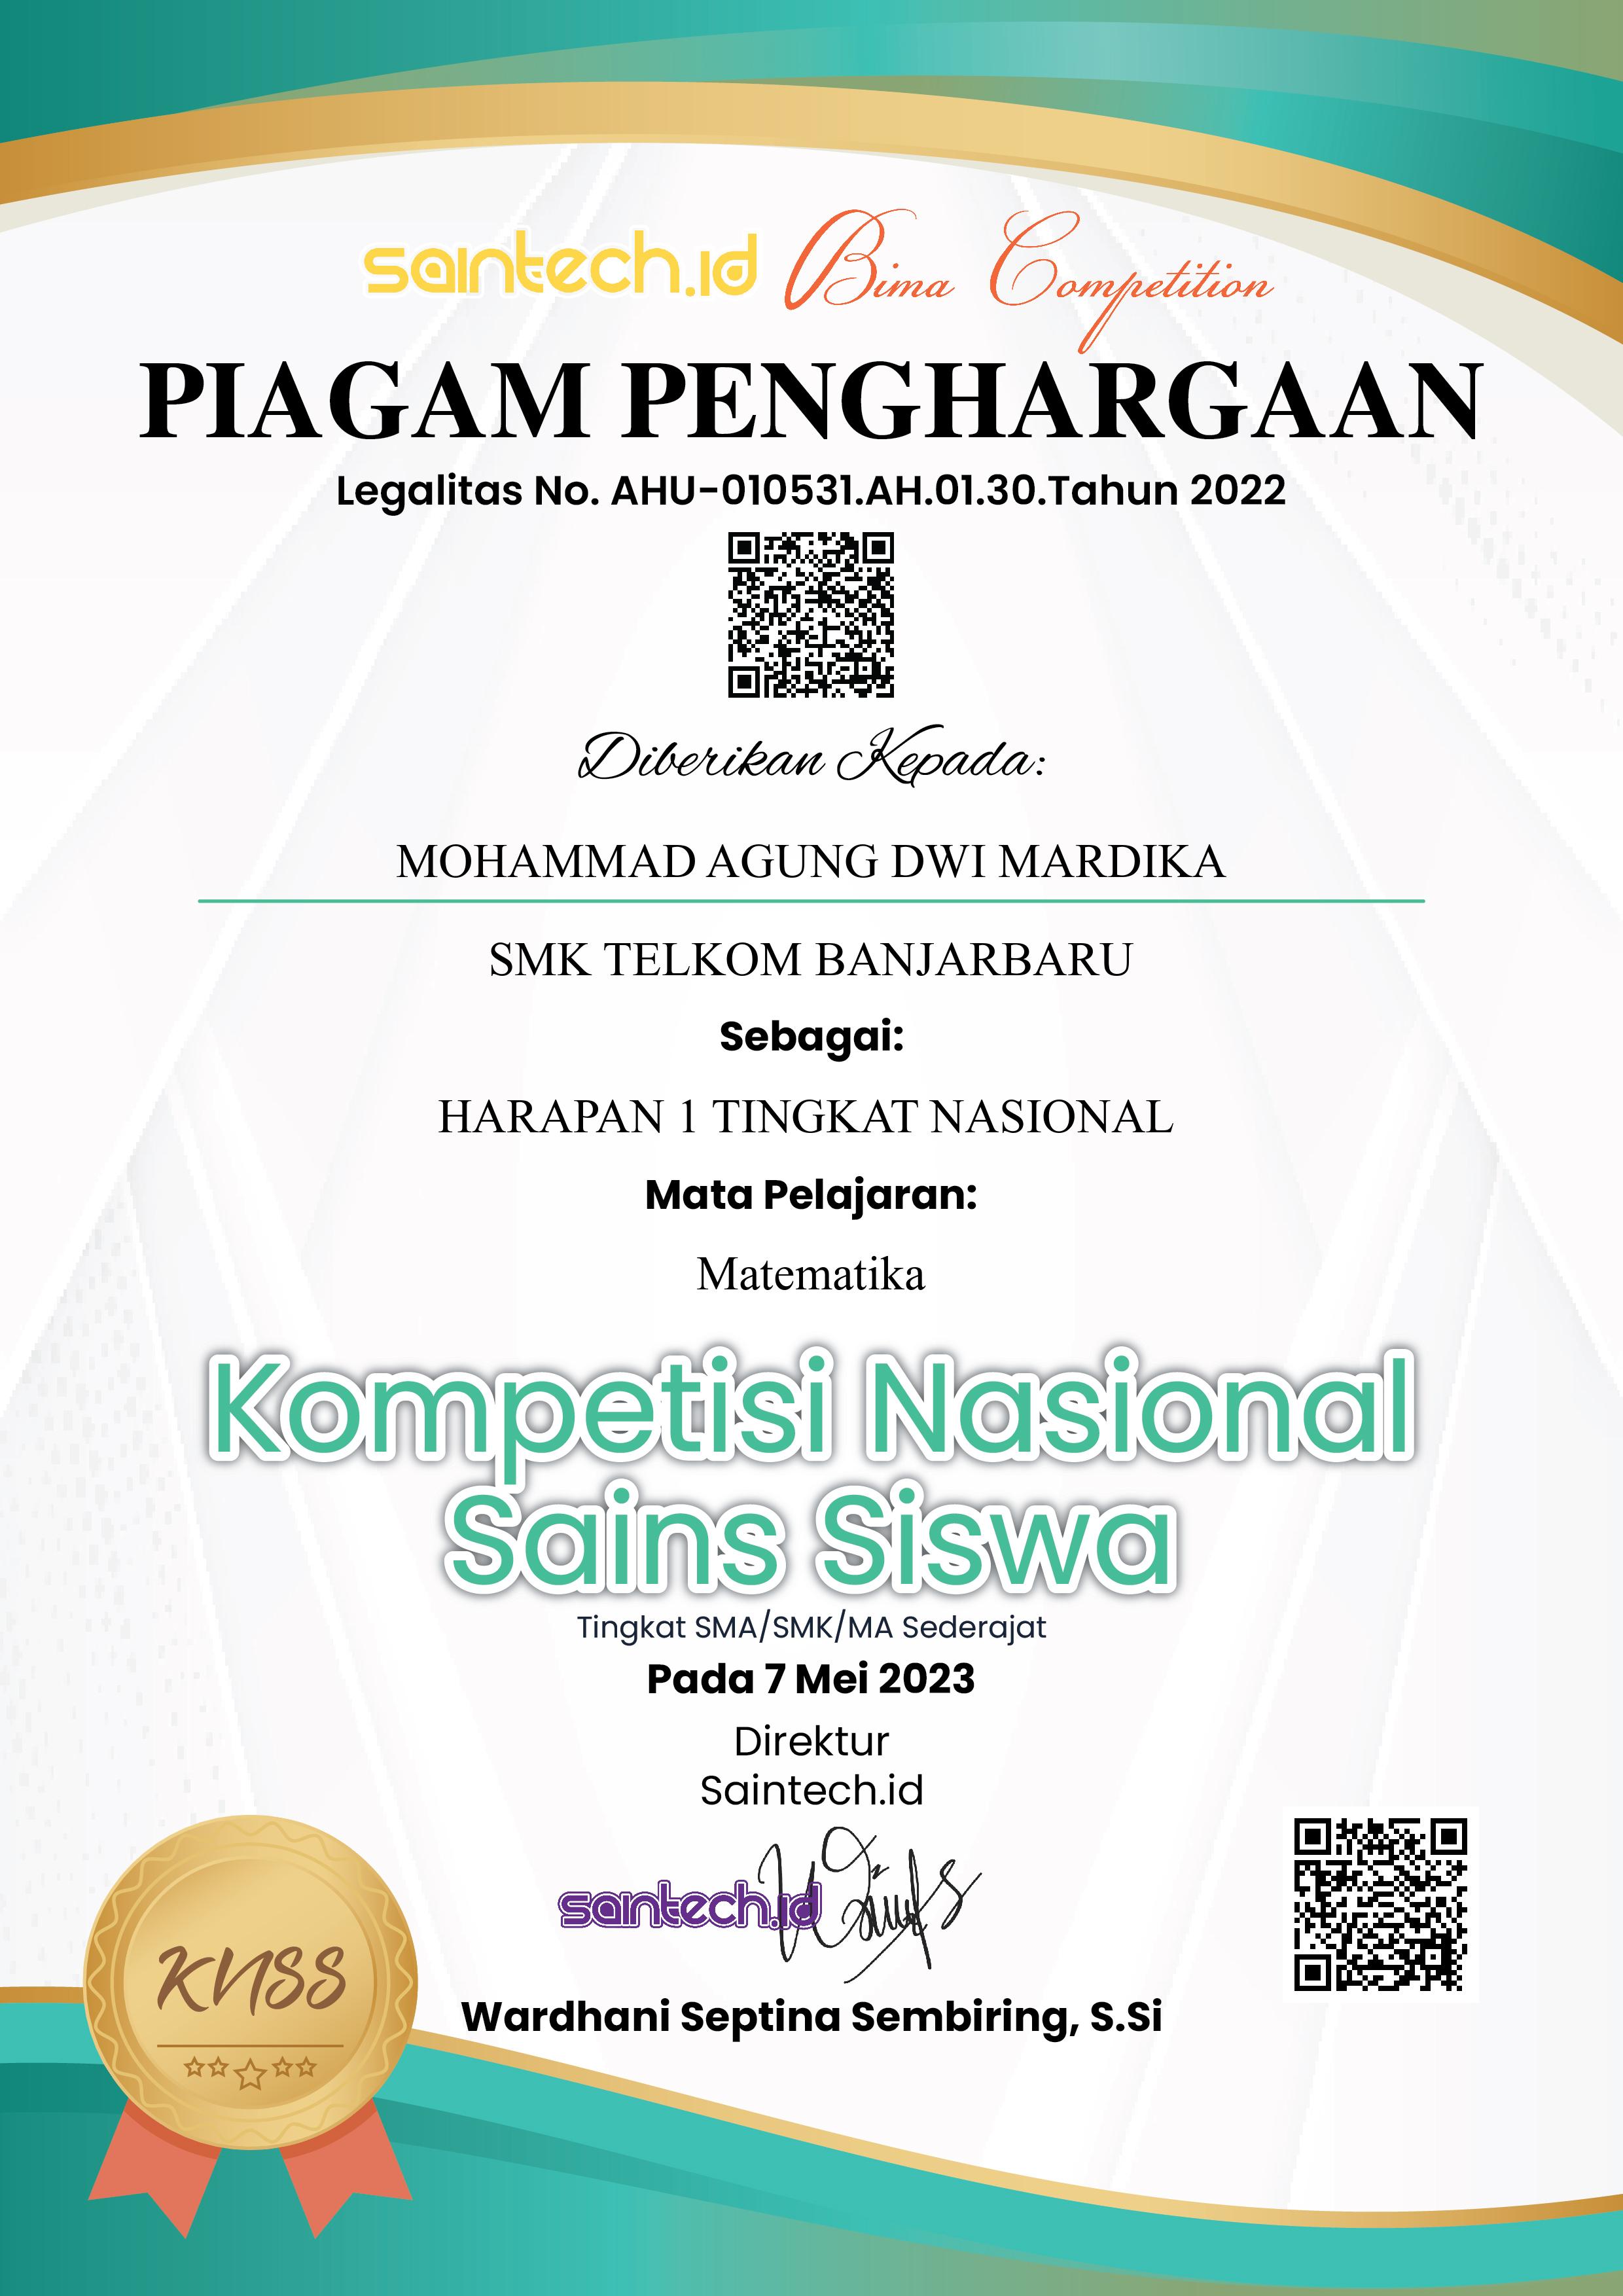 saintech.id Bima Competition
PIAGAM PENGHARGAAN
Legalitas No. AHU-010531.AH.01.30.Tahun 2022
Diberikan Kepada:
MOHAMMAD AGUNG DWI MARDIKA
SMK TELKOM BANJARBARU
Sebagai:
HARAPAN 1 TINGKAT NASIONAL
Mata Pelajaran:
Matematika
Kompetisi Nasional
Sains Siswa
Tingkat SMA/SMK/MA Sederajat
Pada 7 Mei 2023
Direktur
Saintech.id
saintech.id
KNSS
Wardhani Septina Sembiring, S.Si